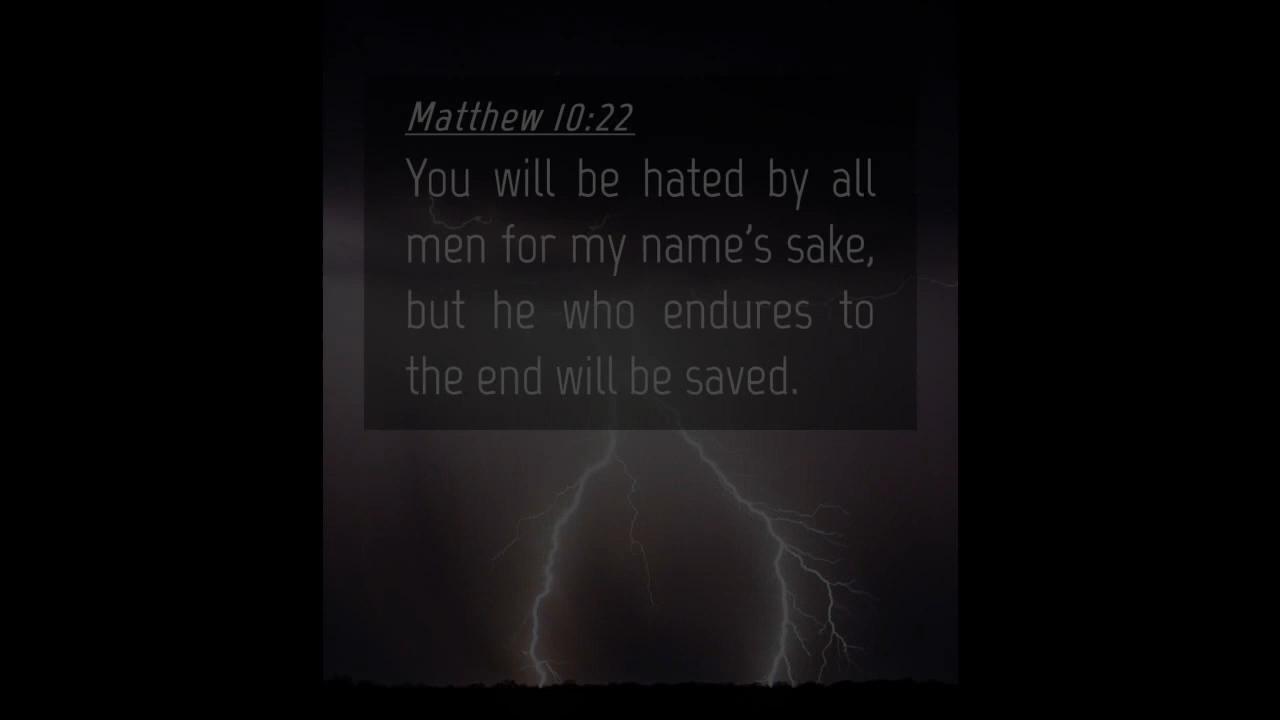 Matthew 10:22
You will be hated by all
men for my name's sake,
but he who endures to
the end will be saved.